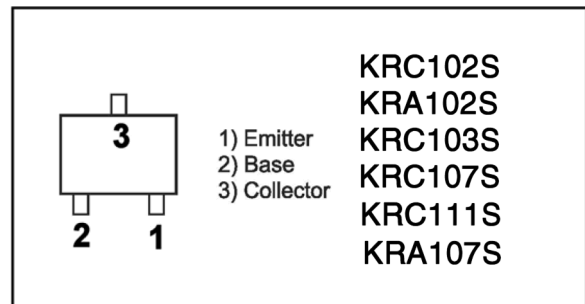 3
2
1
1) Emitter
2) Base
3) Collector
KRC102S
KRA102S
KRC103S
KRC107S
KRC111S
KRA107S